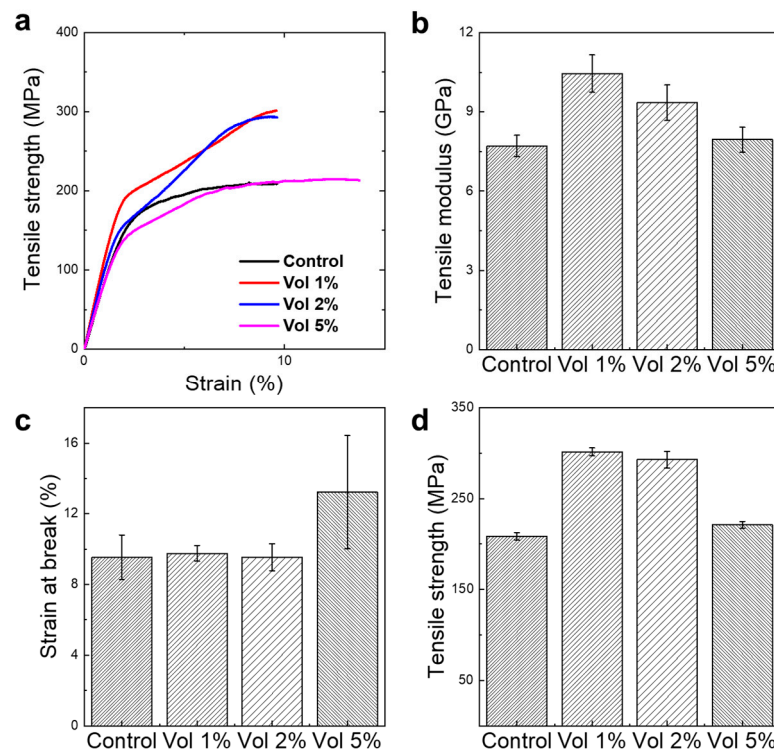 a
400
300
200
100
0
Tensile strength (MPa)
Control
Vol 1%
Vol 2%
Vol 5%
0
10
Strain (%)
b
12
9
6
3
0
Tensile modulus (GPa)
Control Vol 1% Vol 2% Vol 5%
c
16
12
8
4
0
Strain at break (%)
Control Vol 1% Vol 2% Vol 5%
d
350
250
150
50
Tensile strength (MPa)
Control Vol 1% Vol 2% Vol 5%